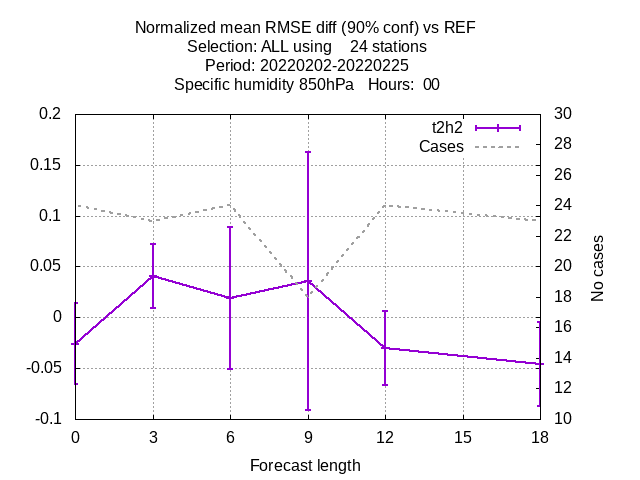 Normalized mean RMSE diff (90% conf) vs REF
Selection: ALL using    24 stations
Period: 20220202-20220225
Specific humidity 850hPa   Hours:  00
t2h2
Cases
0.2
0.15
0.1
0.05
0
-0.05
-0.1
30
28
26
24
22
20
18
16
14
12
10
No cases
0 3 6 9 12 15 18
Forecast length